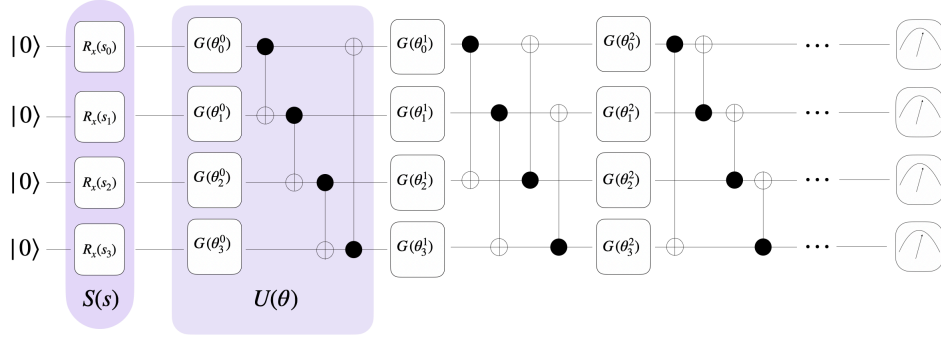 |0⟩ R_x(s_0) G(θ_0^0) G(θ_0^1) G(θ_0^2) •••
|0⟩ R_x(s_1) G(θ_1^0) G(θ_1^1) G(θ_1^2) •••
|0⟩ R_x(s_2) G(θ_2^0) G(θ_2^1) G(θ_2^2) •••
|0⟩ R_x(s_3) G(θ_3^0) G(θ_3^1) G(θ_3^2) •••
S(s) U(θ)